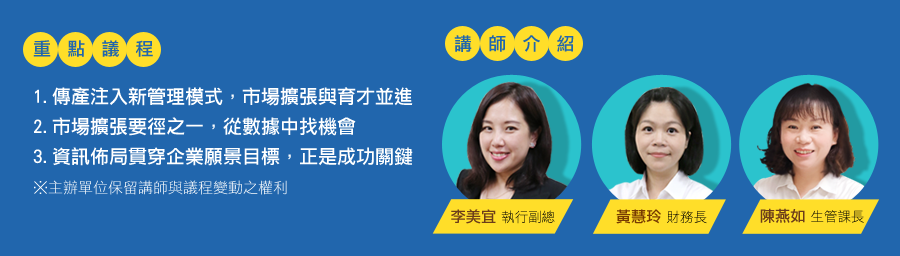 重點議程
1. 傳產注入新管理模式，市場擴張與育才並進
2. 市場擴張要徑之一，從數據中找機會
3. 資訊佈局貫穿企業願景目標，正是成功關鍵
※主辦單位保留講師與議程變動之權利
講師介紹
李美宜 執行副總
黃慧玲 財務長
陳燕如 生管課長